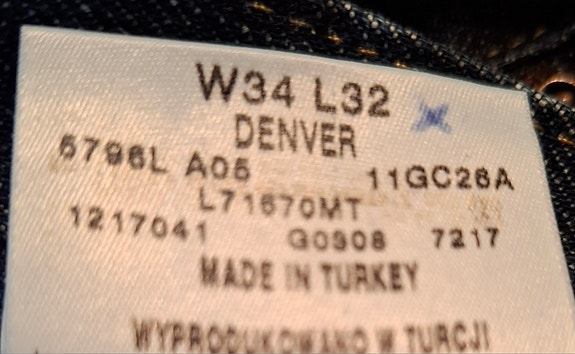 W34 L32
DENVER
5796L A05 11GC26A
L71670MT
1217041 G0908 7217
MADE IN TURKEY
WYPRODUKOWANO W TURCJI